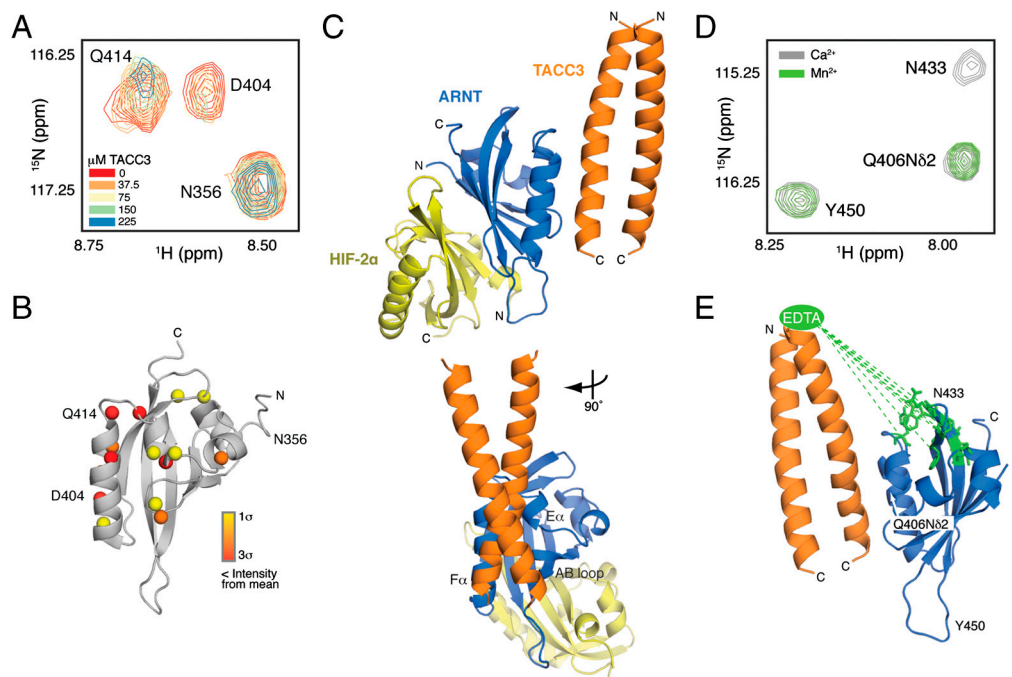 A
116.25
117.25
¹⁵N (ppm)
Q414
D404
N356
µM TACC3
0
37.5
75
150
225
8.75
8.50
¹H (ppm)
B
C
N
Q414
N356
D404
1σ
3σ
< Intensity
from mean
C
N
N
TACC3
ARNT
C
N
HIF-2α
N
C
C
C
90°
Eα
Fα
AB loop
D
115.25
116.25
¹⁵N (ppm)
Ca²⁺
Mn²⁺
N433
Q406Nδ2
Y450
8.25
8.00
¹H (ppm)
E
EDTA
N
N433
C
Q406Nδ2
C
C
Y450